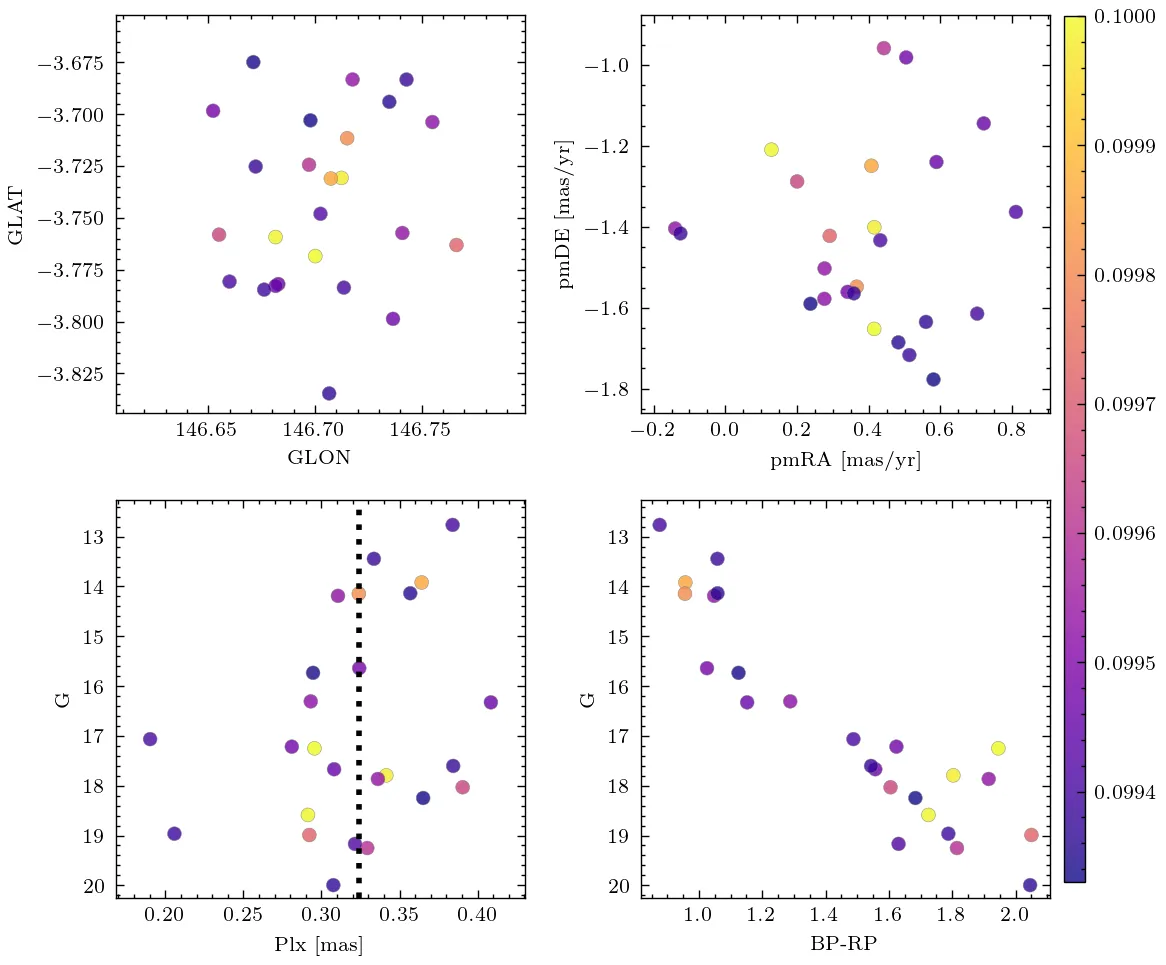 −3.675
−3.700
−3.725
−3.750
−3.775
−3.800
−3.825
GLAT
146.65 146.70 146.75
GLON
−1.0
−1.2
−1.4
−1.6
−1.8
pmDE [mas/yr]
−0.2 0.0 0.2 0.4 0.6 0.8
pmRA [mas/yr]
0.1000
0.0999
0.0998
0.0997
0.0996
0.0995
0.0994
13
14
15
16
17
18
19
20
G
0.20 0.25 0.30 0.35 0.40
Plx [mas]
13
14
15
16
17
18
19
20
G
1.0 1.2 1.4 1.6 1.8 2.0
BP-RP